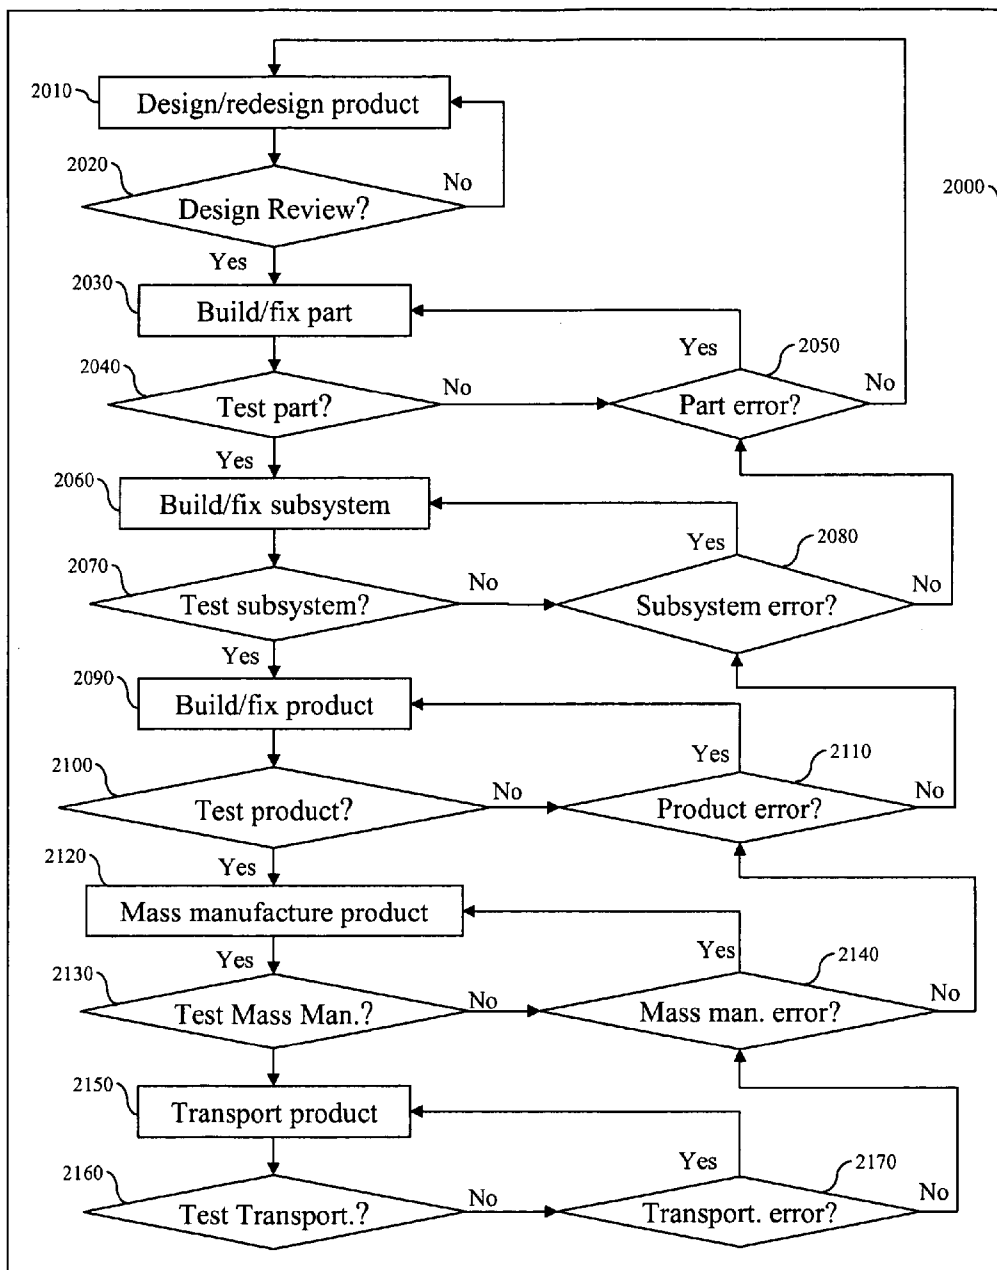 2010
Design/redesign product
2020
No
Design Review?
2000
Yes
2030
Build/fix part
Yes
2050
2040
No
No
Test part?
Part error?
Yes
2060
Build/fix subsystem
Yes
2080
2070
No
No
Test subsystem?
Subsystem error?
Yes
2090
Build/fix product
Yes
2110
2100
No
No
Test product?
Product error?
Yes
2120
Mass manufacture product
Yes
Yes
2140
2130
No
No
Test Mass Man.?
Mass man. error?
2150
Transport product
Yes
2170
2160
No
No
Test Transport.?
Transport. error?